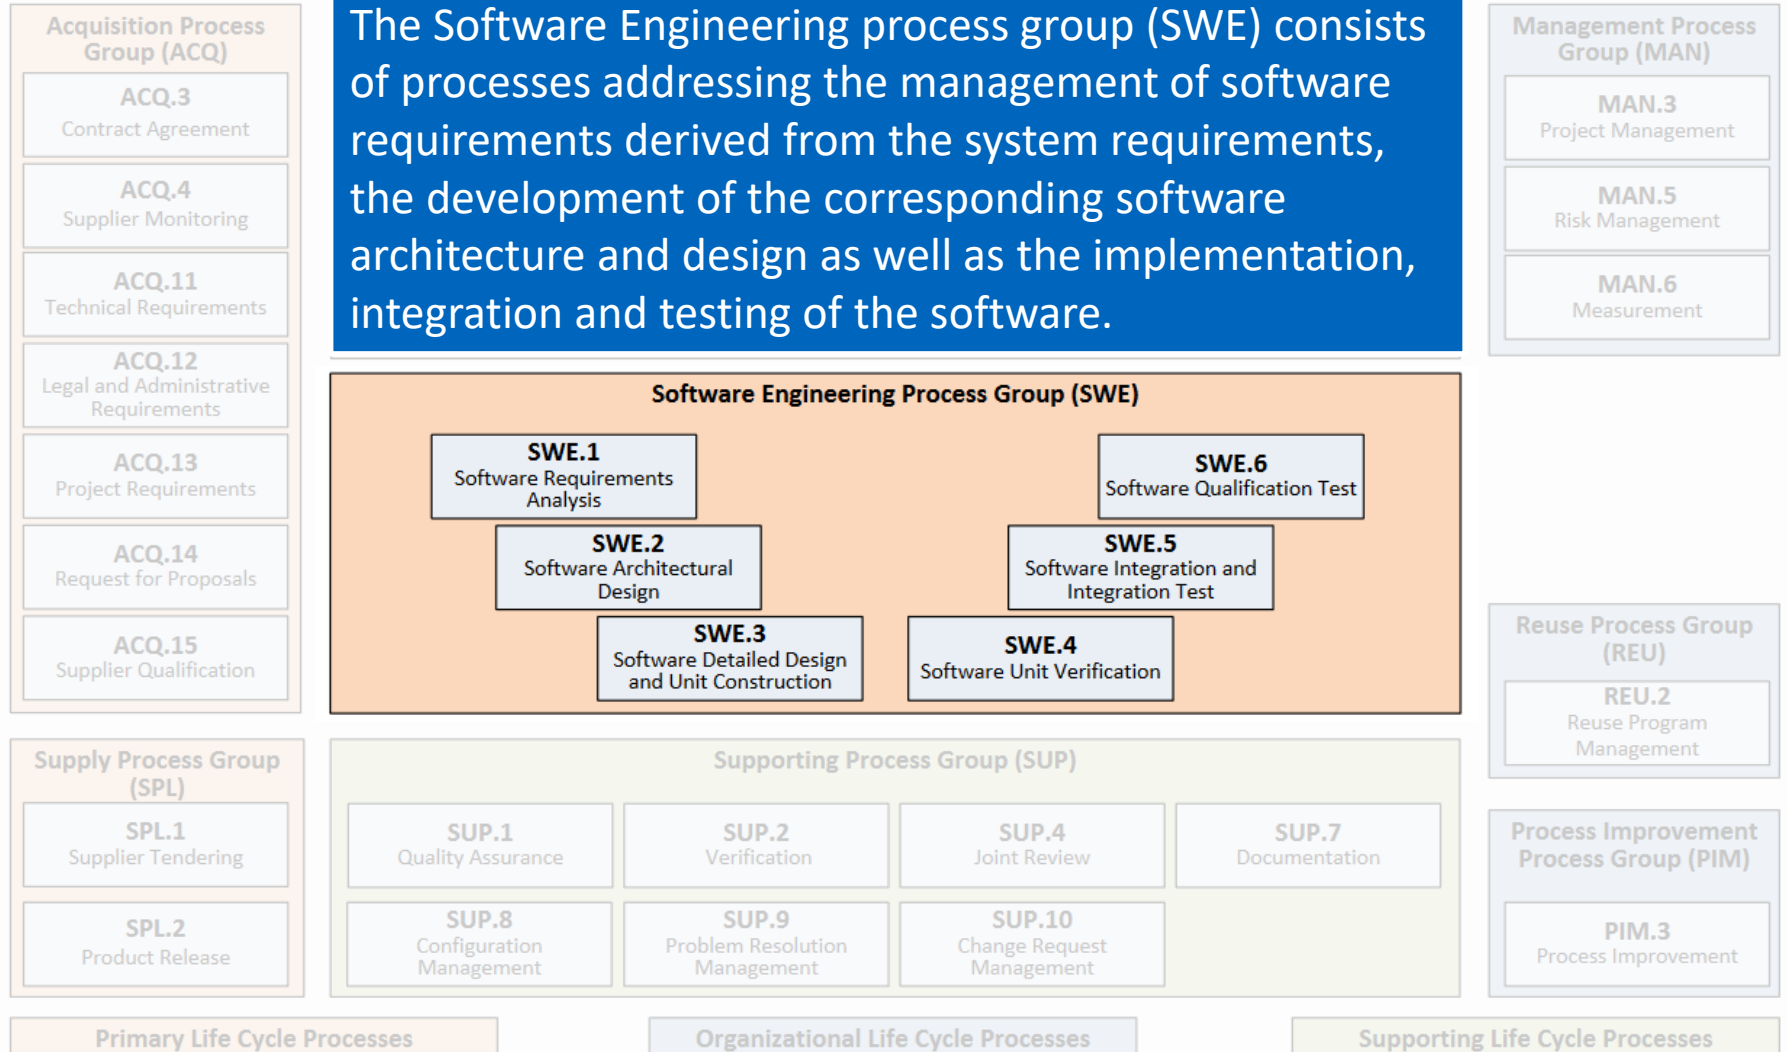 Acquisition Process
Group (ACQ)
ACQ.3
Contract Agreement
ACQ.4
Supplier Monitoring
ACQ.11
Technical Requirements
ACQ.12
Legal and Administrative
Requirements
ACQ.13
Project Requirements
ACQ.14
Request for Proposals
ACQ.15
Supplier Qualification
The Software Engineering process group (SWE) consists
of processes addressing the management of software
requirements derived from the system requirements,
the development of the corresponding software
architecture and design as well as the implementation,
integration and testing of the software.
Management Process
Group (MAN)
MAN.3
Project Management
MAN.5
Risk Management
MAN.6
Measurement
Software Engineering Process Group (SWE)
SWE.1
Software Requirements
Analysis
SWE.2
Software Architectural
Design
SWE.3
Software Detailed Design
and Unit Construction
SWE.6
Software Qualification Test
SWE.5
Software Integration and
Integration Test
SWE.4
Software Unit Verification
Reuse Process Group
(REU)
REU.2
Reuse Program
Management
Supply Process Group
(SPL)
SPL.1
Supplier Tendering
SPL.2
Product Release
Supporting Process Group (SUP)
SUP.1
Quality Assurance
SUP.2
Verification
SUP.4
Joint Review
SUP.7
Documentation
SUP.8
Configuration
Management
SUP.9
Problem Resolution
Management
SUP.10
Change Request
Management
Process Improvement
Process Group (PIM)
PIM.3
Process Improvement
Primary Life Cycle Processes
Organizational Life Cycle Processes
Supporting Life Cycle Processes